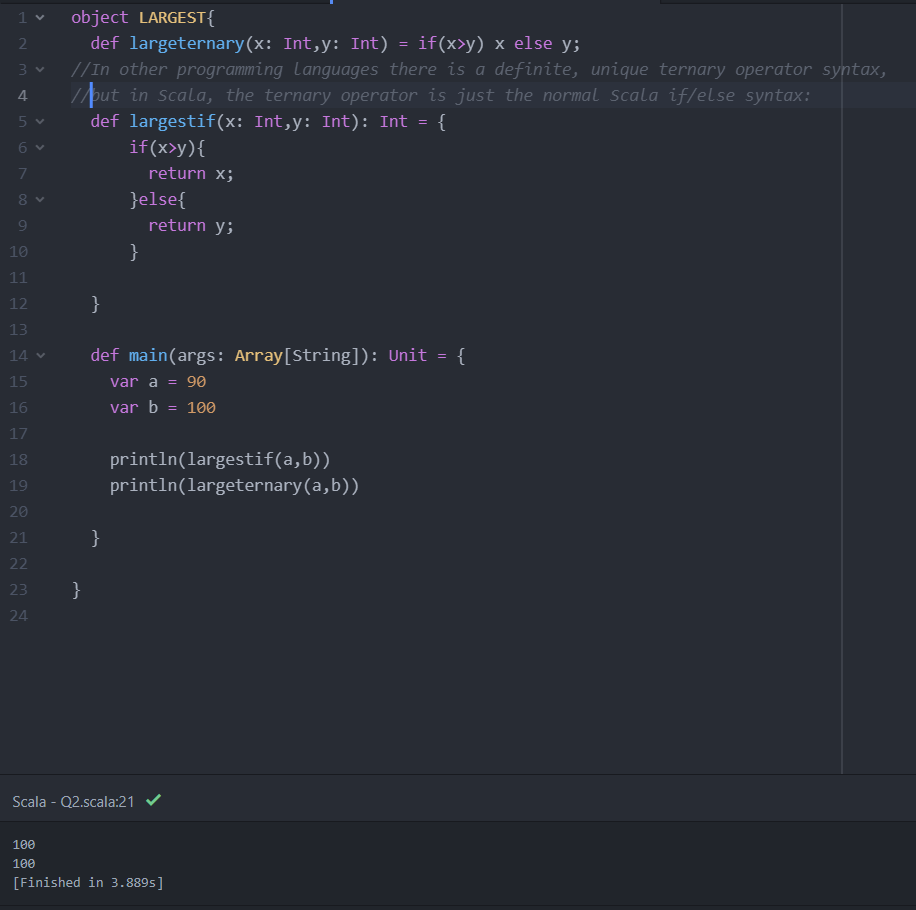 1 object LARGEST{
2   def largeternary(x: Int,y: Int) = if(x>y) x else y;
3 //In other programming languages there is a definite, unique ternary operator syntax,
4 //but in Scala, the ternary operator is just the normal Scala if/else syntax:
5   def largestif(x: Int,y: Int): Int = {
6       if(x>y){
7         return x;
8       }else{
9         return y;
10       }
11
12   }
13
14   def main(args: Array[String]): Unit = {
15     var a = 90
16     var b = 100
17
18     println(largestif(a,b))
19     println(largeternary(a,b))
20
21   }
22
23 }
24
Scala - Q2.scala:21
100
100
[Finished in 3.889s]